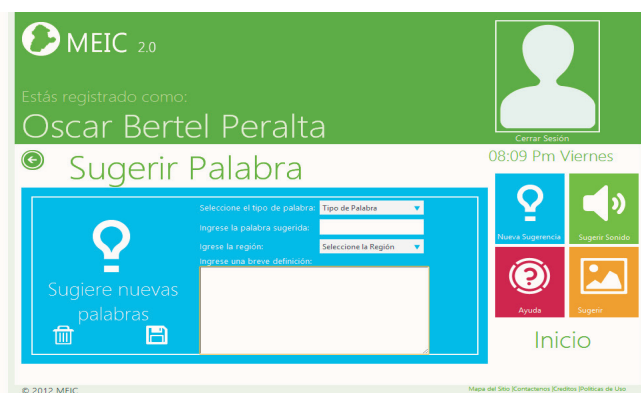 MEIC 2.0
Estás registrado como:
Oscar Bertel Peralta
Cerrar Sesión
Sugerir Palabra
08:09 Pm Viernes
Seleccione el tipo de palabra: Tipo de Palabra
Ingrese la palabra sugerida:
Igrese la región: Seleccione la Región
Ingrese una breve definición:
Sugiere nuevas
palabras
Nueva Sugerencia
Sugerir Sonido
Ayuda
Sugerir
Inicio
© 2012 MEIC
Mapa del Sitio |Contactenos |Creditos |Politicas de Uso